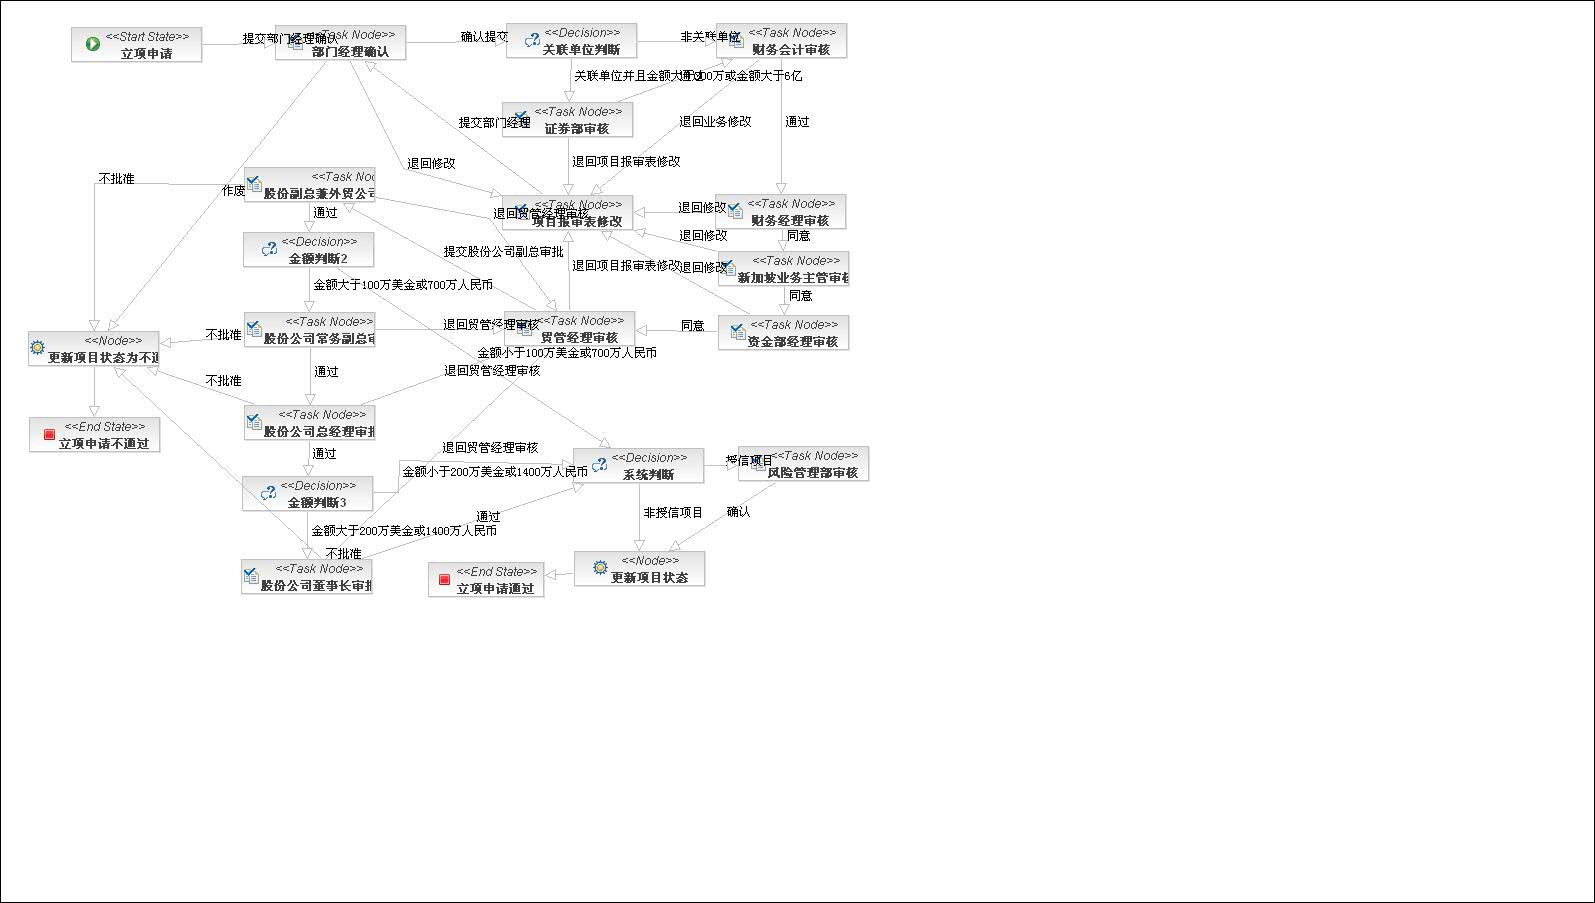 <<Start State>>
立项申请
提交部门经理确认
<<Task Node>>
部门经理确认
确认提交
<<Decision>>
关联单位判断
非关联单位
<<Task Node>>
财务会计审核
关联单位并且金额大于
通过
300万或金额大于6亿
<<Task Node>>
证券部审核
提交部门经理
退回业务修改
通过
退回修改
退回项目报审表修改
不批准
作废
<<Task Nod
股份副总兼外贸公司
通过
<<Task Node>>
项目报审表修改
退回贸管经理审核
退回修改
<<Task Node>>
财务经理审核
同意
退回修改
<<Decision>>
金额判断2
提交股份公司副总审批
退回项目报审表修改
退回修改
<<Task Node>>
新加坡业务主管审核
同意
金额大于100万美金或700万人民币
<<Task Node>>
股份公司常务副总审
退回贸管经理审核
<<Task Node>>
贸管经理审核
同意
<<Task Node>>
资金部经理审核
不批准
<<Node>>
更新项目状态为不通
金额小于100万美金或700万人民币
通过
退回贸管经理审核
不批准
<<Task Node>>
股份公司总经理审批
<<End State>>
立项申请不通过
通过
退回贸管经理审核
金额小于200万美金或1400万人民币
<<Decision>>
系统判断
授信项目
<<Task Node>>
风险管理部审核
<<Decision>>
金额判断3
通过
非授信项目
确认
金额大于200万美金或1400万人民币
不批准
<<Task Node>>
股份公司董事长审批
<<End State>>
立项申请通过
<<Node>>
更新项目状态